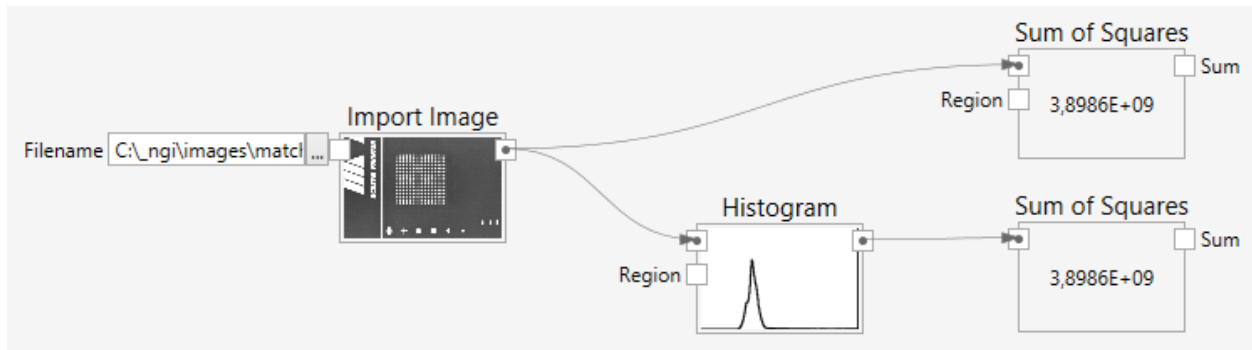 Sum of Squares
Sum
Region
3,8986E+09
Import Image
Filename
C:\_ngi\images\matcl
...
Histogram
Region
Sum of Squares
Sum
3,8986E+09